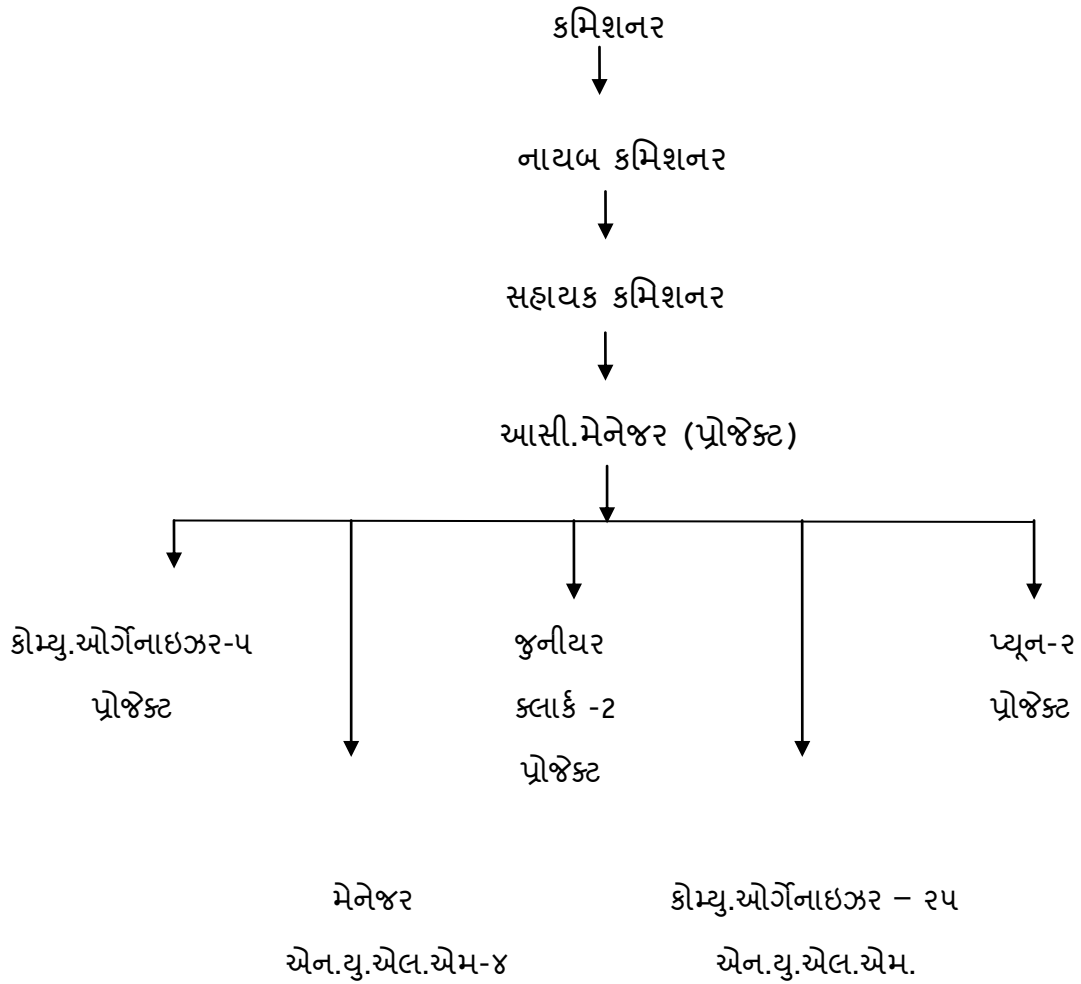 કમિશનર
નાયબ કમિશનર
સહાયક કમિશનર
આસી.મેનેજર (પ્રોજેક્ટ)
કોમ્યુ.ઓર્ગેનાઇઝર-૫
પ્રોજેક્ટ
જુનીયર
ક્લાર્ક -2
પ્રોજેક્ટ
પ્યૂન-૨
પ્રોજેક્ટ
મેનેજર
એન.યુ.એલ.એમ-૪
કોમ્યુ.ઓર્ગેનાઇઝર – ૨૫
એન.યુ.એલ.એમ.